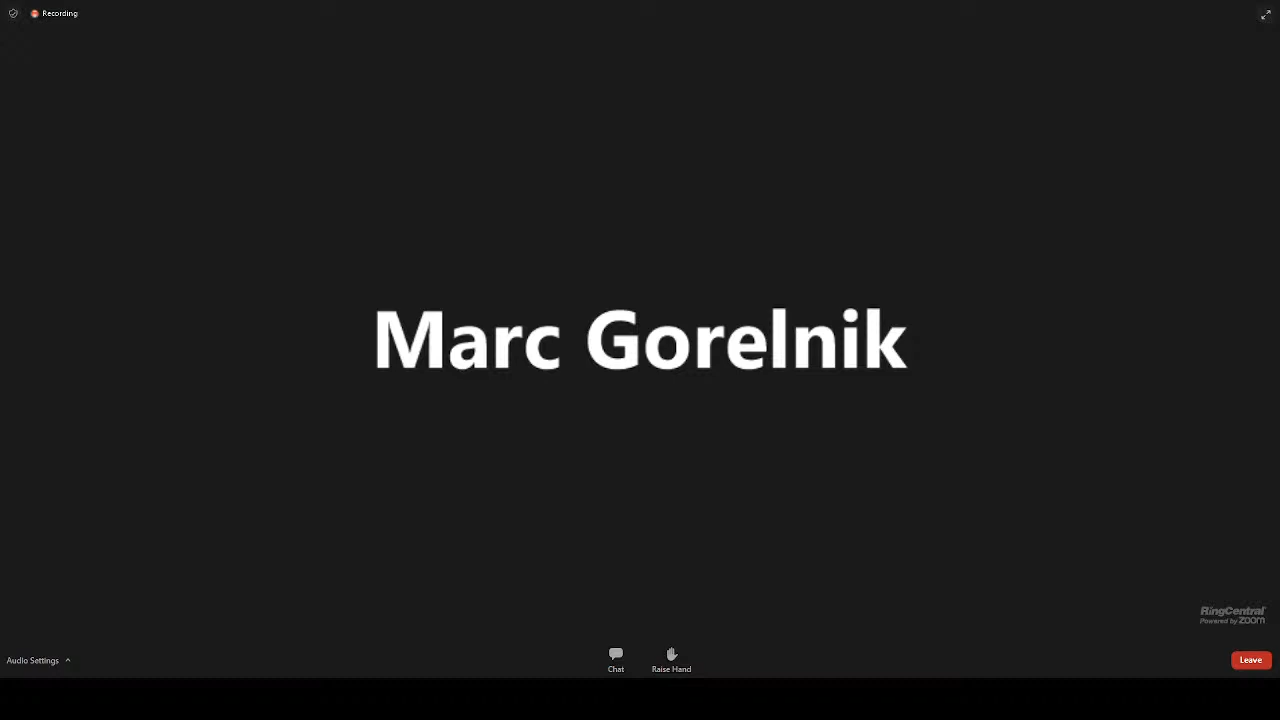 Recording
Marc Gorelnik
RingCentral
Powered by zoom
Audio Settings
Chat
Raise Hand
Leave